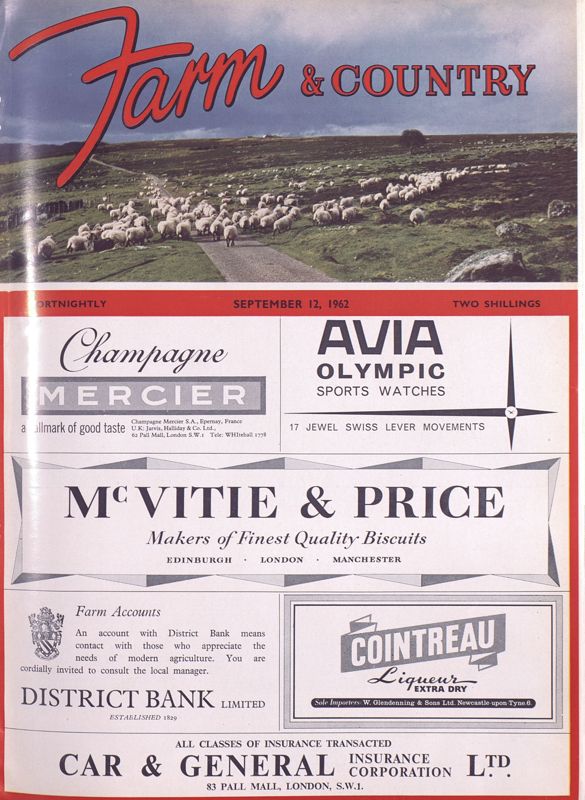 Farm & COUNTRY
FORTNIGHTLY SEPTEMBER 12, 1962 TWO SHILLINGS
Champagne
MERCIER
a hallmark of good taste
Champagne Mercier S.A., Epernay, France
U.K: Jarvis, Halliday & Co. Ltd.,
62 Pall Mall, London S.W.1 Tele: WHItehall 1778
AVIA
OLYMPIC
SPORTS WATCHES
17 JEWEL SWISS LEVER MOVEMENTS
McVITIE & PRICE
Makers of Finest Quality Biscuits
EDINBURGH · LONDON · MANCHESTER
Farm Accounts
An account with District Bank means
contact with those who appreciate the
needs of modern agriculture. You are
cordially invited to consult the local manager.
DISTRICT BANK LIMITED
ESTABLISHED 1829
COINTREAU
Liqueur
EXTRA DRY
Sole Importers: W. Glendenning & Sons Ltd. Newcastle-upon-Tyne.6.
ALL CLASSES OF INSURANCE TRANSACTED
CAR & GENERAL INSURANCE CORPORATION LTD.
83 PALL MALL, LONDON, S.W.1.